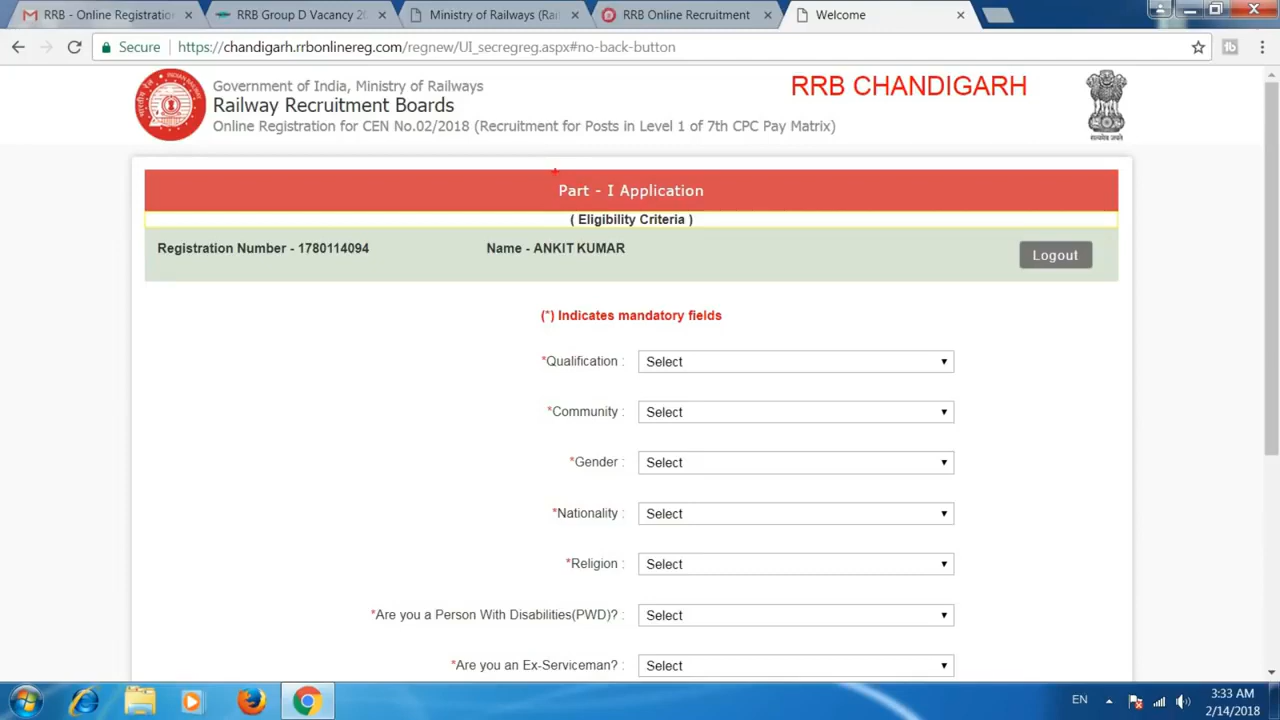 RRB - Online Registration
RRB Group D Vacancy 20
Ministry of Railways (Ra
RRB Online Recruitment
Welcome
Secure
https://chandigarh.rrbonlinereg.com/regnew/UI_secregreg.aspx#no-back-button
Government of India, Ministry of Railways
Railway Recruitment Boards
Online Registration for CEN No.02/2018 (Recruitment for Posts in Level 1 of 7th CPC Pay Matrix)
RRB CHANDIGARH
Part - I Application
( Eligibility Criteria )
Registration Number - 1780114094
Name - ANKIT KUMAR
Logout
(*) Indicates mandatory fields
*Qualification : Select
*Community : Select
*Gender : Select
*Nationality : Select
*Religion : Select
*Are you a Person With Disabilities(PWD)? : Select
*Are you an Ex-Serviceman? : Select
EN
3:33 AM
2/14/2018